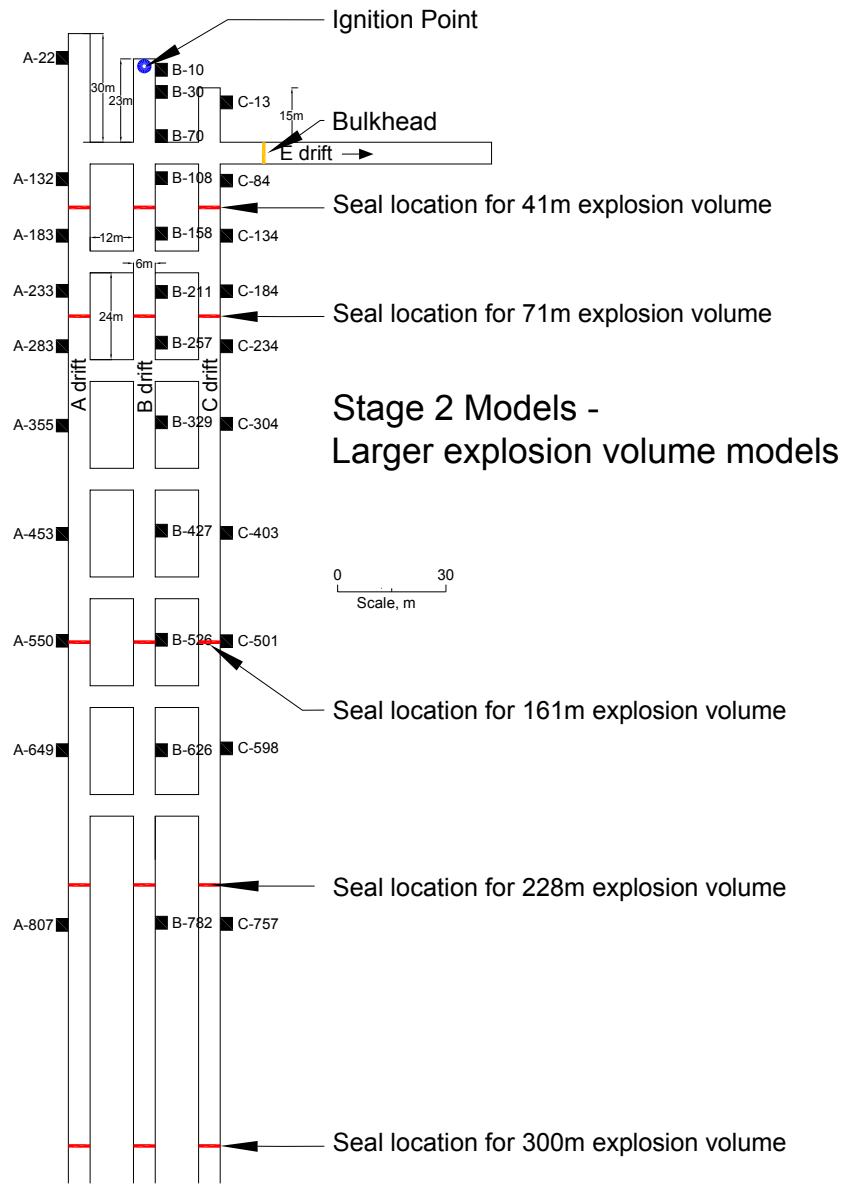 Ignition Point
A-22
B-10
30m
23m
B-30
C-13
15m
Bulkhead
B-70
E drift
A-132
B-108
C-84
Seal location for 41m explosion volume
A-183
12m
B-158
C-134
6m
A-233
B-211
C-184
24m
Seal location for 71m explosion volume
A-283
B-257
C-234
A drift
B drift
C drift
Stage 2 Models -
Larger explosion volume models
A-355
B-329
C-304
A-453
B-427
C-403
0 30
Scale, m
A-550
B-526
C-501
Seal location for 161m explosion volume
A-649
B-626
C-598
Seal location for 228m explosion volume
A-807
B-782
C-757
Seal location for 300m explosion volume